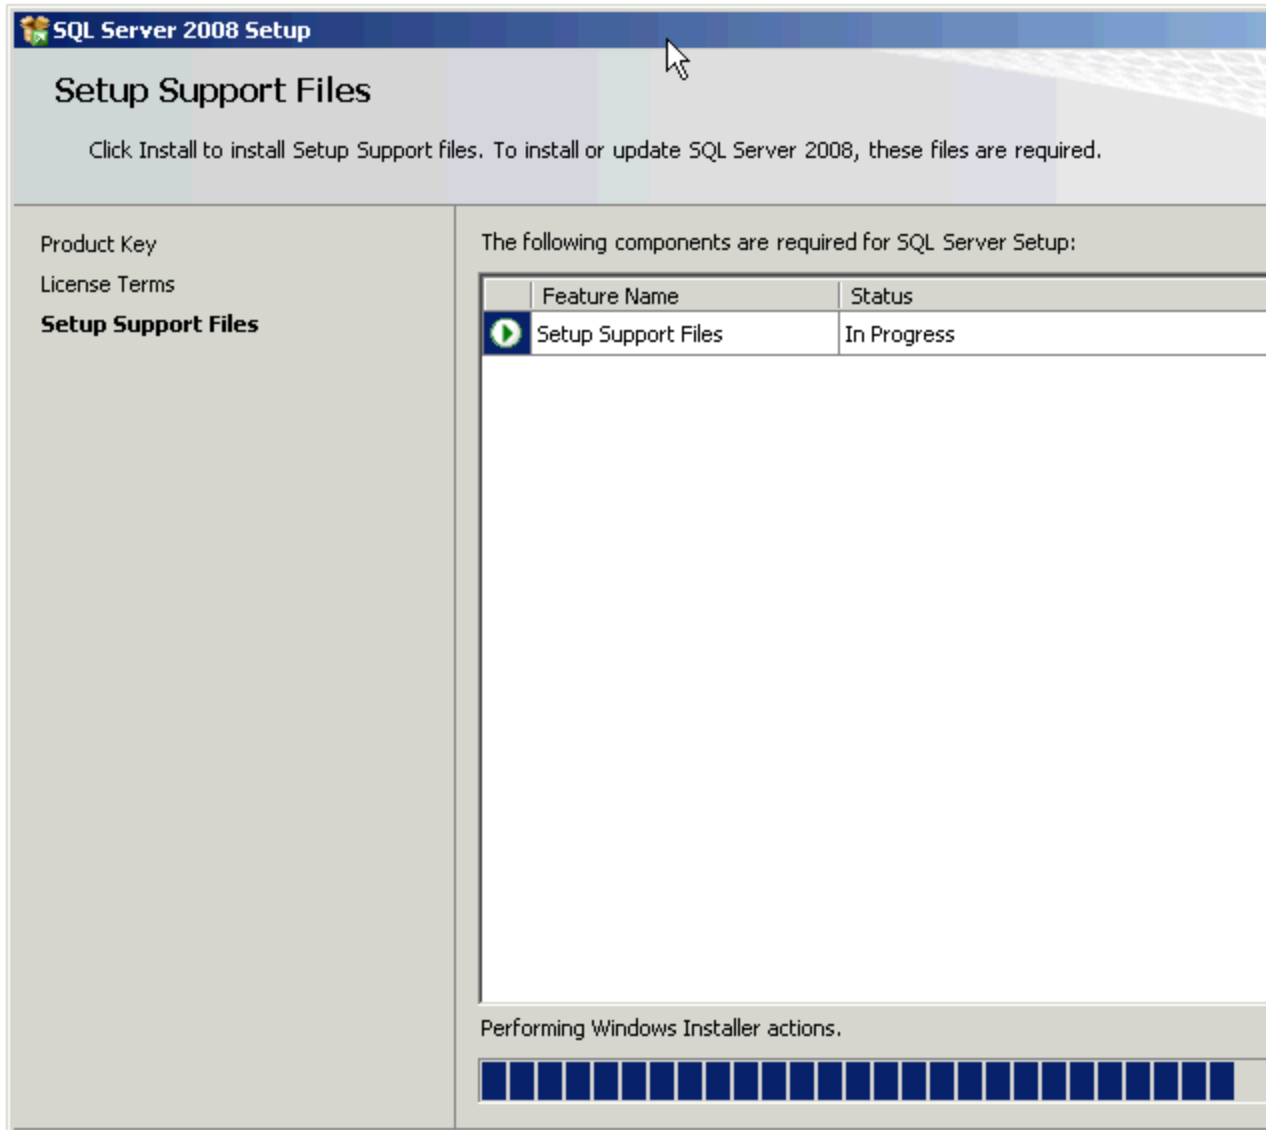 SQL Server 2008 Setup
Setup Support Files
Click Install to install Setup Support files. To install or update SQL Server 2008, these files are required.
Product Key
License Terms
Setup Support Files
The following components are required for SQL Server Setup:
Feature Name Status
Setup Support Files In Progress
Performing Windows Installer actions.